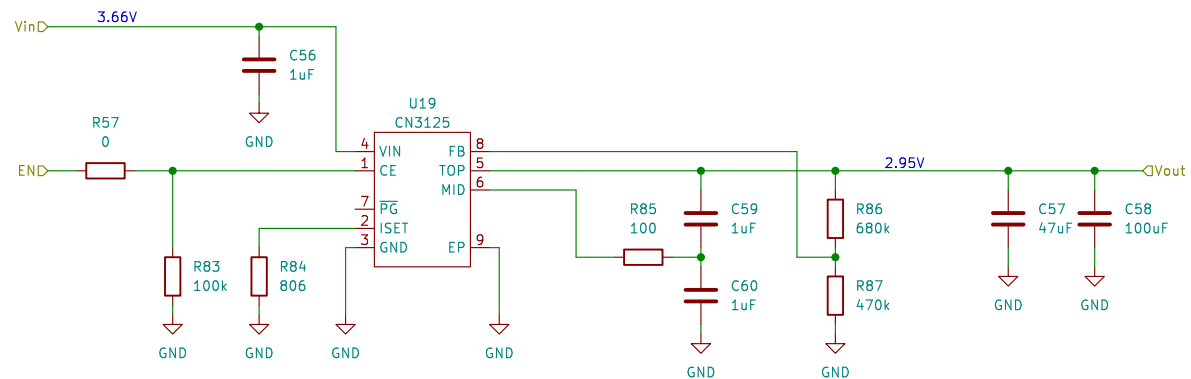 3.66V
Vin
C56
1uF
GND
R57
0
EN
U19
CN3125
4 VIN
1 CE
7 PG
2 ISET
3 GND
FB 8
TOP 5
MID 6
EP 9
2.95V
Vout
R83
100k
GND
R84
806
GND
GND
GND
R85
100
C59
1uF
C60
1uF
GND
R86
680k
R87
470k
GND
C57
47uF
GND
C58
100uF
GND